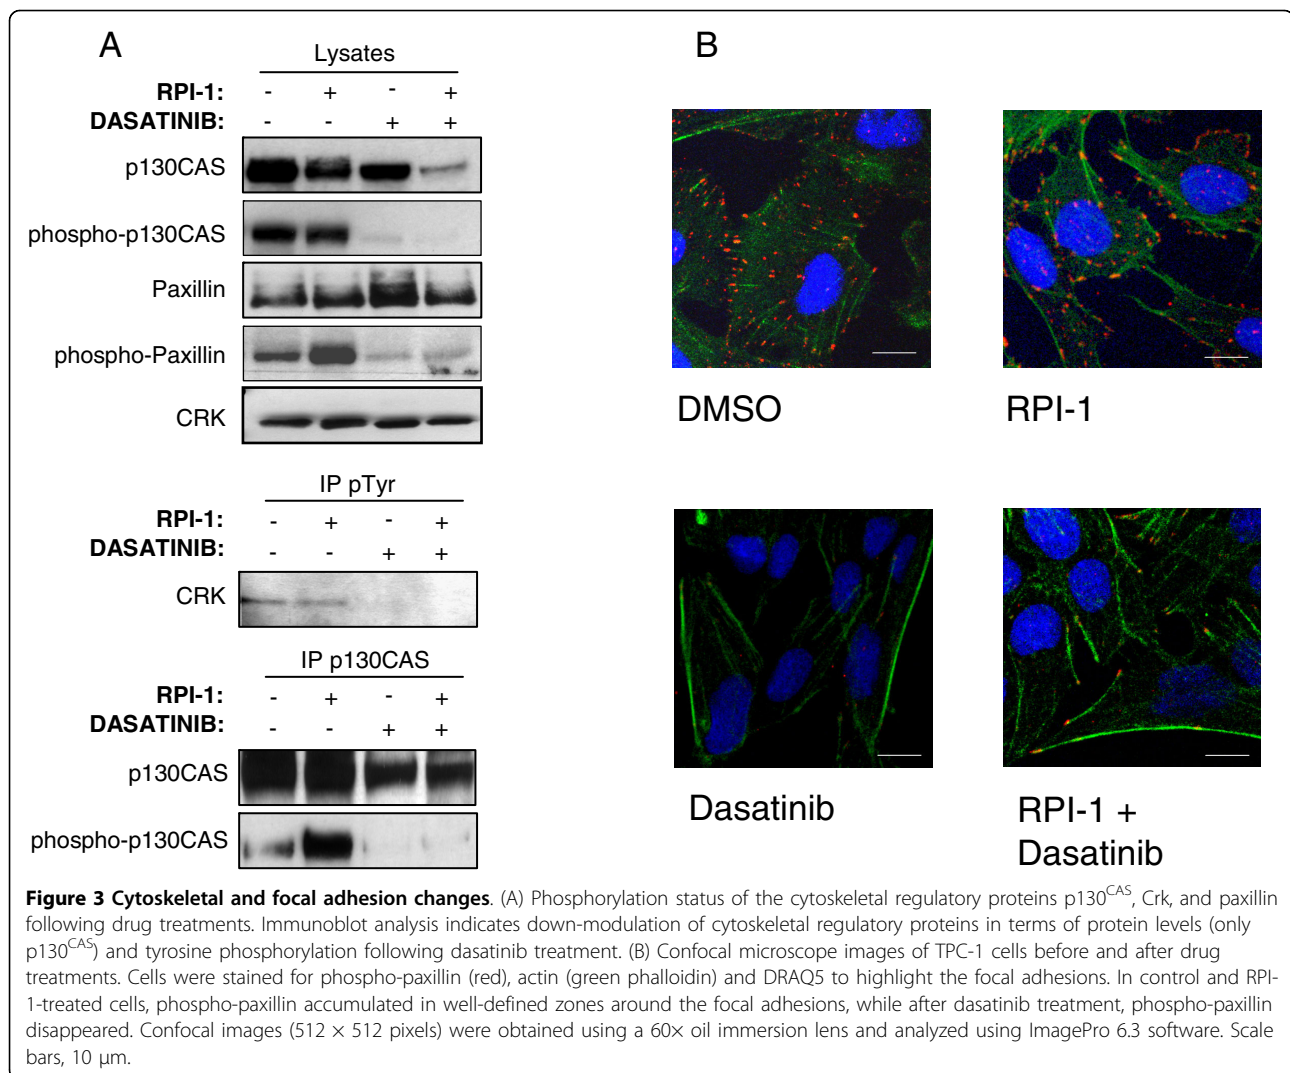 A
B
Lysates
RPI-1: - + - +
DASATINIB: - - + +
p130CAS
phospho-p130CAS
Paxillin
phospho-Paxillin
CRK
IP pTyr
RPI-1: - + - +
DASATINIB: - - + +
CRK
IP p130CAS
RPI-1: - + - +
DASATINIB: - - + +
p130CAS
phospho-p130CAS
DMSO
RPI-1
Dasatinib
RPI-1 +
Dasatinib
Figure 3 Cytoskeletal and focal adhesion changes. (A) Phosphorylation status of the cytoskeletal regulatory proteins p130CAS, Crk, and paxillin
following drug treatments. Immunoblot analysis indicates down-modulation of cytoskeletal regulatory proteins in terms of protein levels (only
p130CAS) and tyrosine phosphorylation following dasatinib treatment. (B) Confocal microscope images of TPC-1 cells before and after drug
treatments. Cells were stained for phospho-paxillin (red), actin (green phalloidin) and DRAQ5 to highlight the focal adhesions. In control and RPI-
1-treated cells, phospho-paxillin accumulated in well-defined zones around the focal adhesions, while after dasatinib treatment, phospho-paxillin
disappeared. Confocal images (512 × 512 pixels) were obtained using a 60× oil immersion lens and analyzed using ImagePro 6.3 software. Scale
bars, 10 μm.